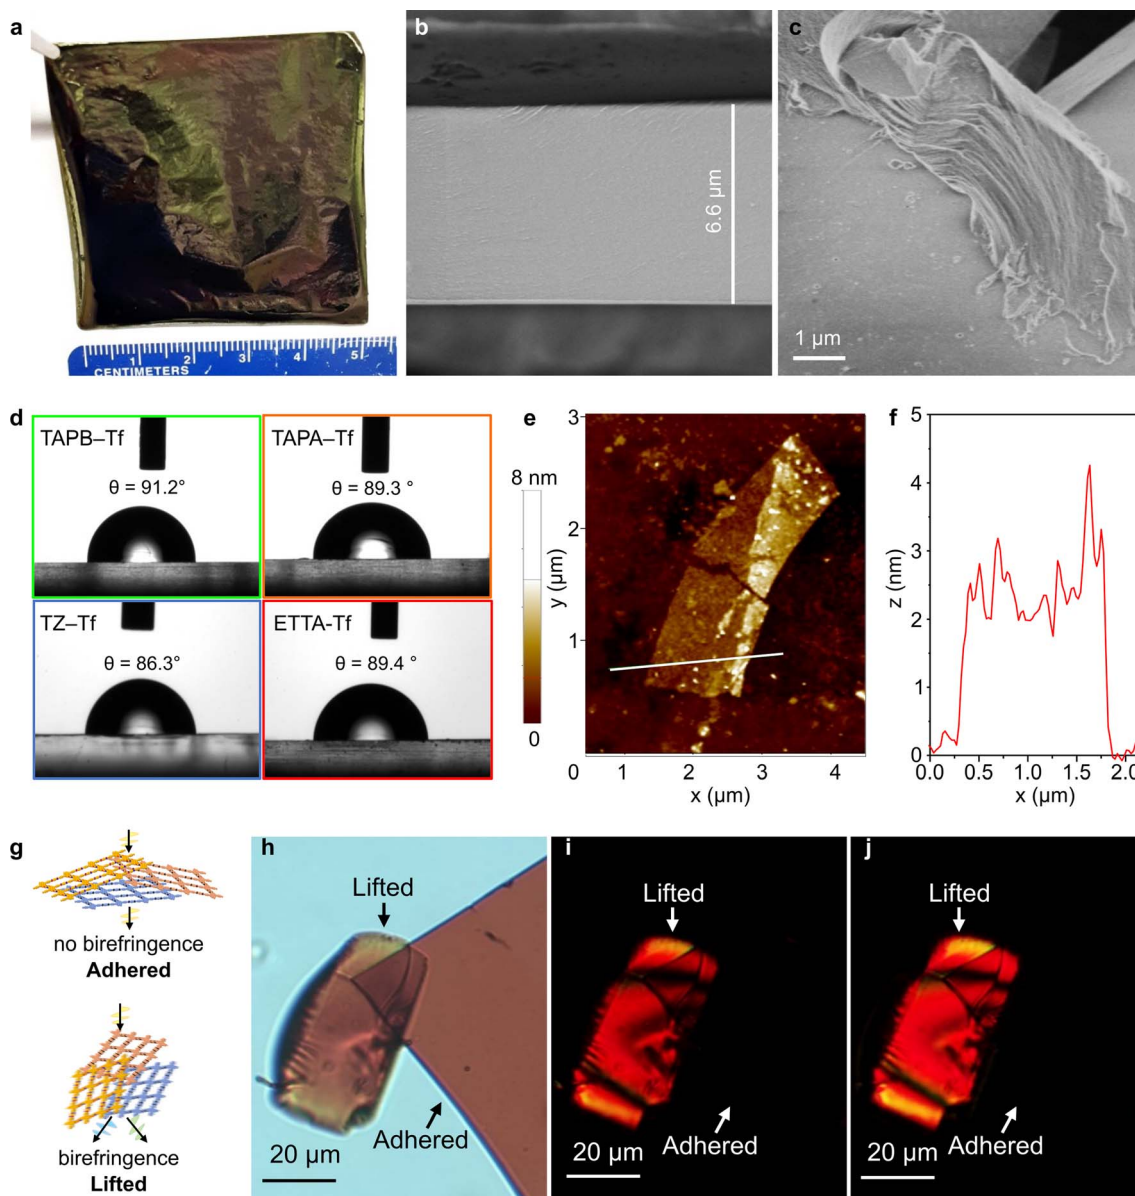 a
1 2 3 4 5
CENTIMETERS
b
6.6 µm
c
1 µm
d
TAPB–Tf
θ = 91.2°
TAPA–Tf
θ = 89.3 °
TZ–Tf
θ = 86.3°
ETTA-Tf
θ = 89.4 °
e
8 nm
0
3
2
1
y (µm)
0 1 2 3 4
x (µm)
f
5
4
3
2
1
0
z (nm)
0.0 0.5 1.0 1.5 2.0
x (µm)
g
no birefringence
Adhered
birefringence
Lifted
h
Lifted
Adhered
20 µm
i
Lifted
Adhered
20 µm
j
Lifted
Adhered
20 µm